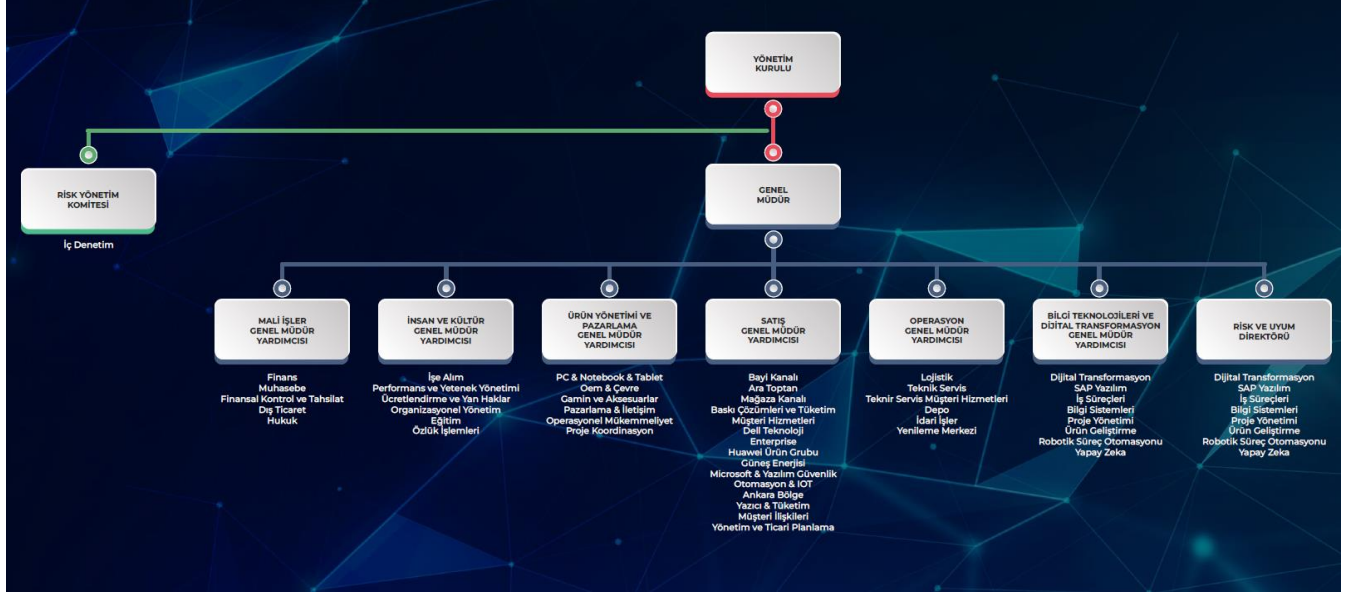 YÖNETİM
KURULU
RİSK YÖNETİM
KOMİTESİ
İç Denetim
GENEL
MÜDÜR
MALİ İŞLER
GENEL MÜDÜR
YARDIMCISI
Finans
Muhasebe
Finansal Kontrol ve Tahsilat
Dış Ticaret
Hukuk
İNSAN VE KÜLTÜR
GENEL MÜDÜR
YARDIMCISI
İşe Alım
Performans ve Yetenek Yönetimi
Ücretlendirme ve Yan Haklar
Organizasyonel Yönetim
Eğitim
Özlük İşlemleri
ÜRÜN YÖNETİMİ VE
PAZARLAMA
GENEL MÜDÜR
YARDIMCISI
PC & Notebook & Tablet
Oem & Çevre
Gamin ve Aksesuarlar
Pazarlama & İletişim
Operasyonel Mükemmeliyet
Proje Koordinasyon
SATIŞ
GENEL MÜDÜR
YARDIMCISI
Bayi Kanalı
Ara Toptan
Mağaza Kanalı
Baskı Çözümleri ve Tüketim
Müşteri Hizmetleri
Dell Teknoloji
Enterprise
Huawei Ürün Grubu
Güneş Enerjisi
Microsoft & Yazılım Güvenlik
Otomasyon & IOT
Ankara Bölge
Yazıcı & Tüketim
Müşteri İlişkileri
Yönetim ve Ticari Planlama
OPERASYON
GENEL MÜDÜR
YARDIMCISI
Lojistik
Teknik Servis
Teknir Servis Müşteri Hizmetleri
Depo
İdari İşler
Yenileme Merkezi
BİLGİ TEKNOLOJİLERİ VE
DİJİTAL TRANSFORMASYON
GENEL MÜDÜR
YARDIMCISI
Dijital Transformasyon
SAP Yazılım
İş Süreçleri
Bilgi Sistemleri
Proje Yönetimi
Ürün Geliştirme
Robotik Süreç Otomasyonu
Yapay Zeka
RİSK VE UYUM
DİREKTÖRÜ
Dijital Transformasyon
SAP Yazılım
İş Süreçleri
Bilgi Sistemleri
Proje Yönetimi
Ürün Geliştirme
Robotik Süreç Otomasyonu
Yapay Zeka